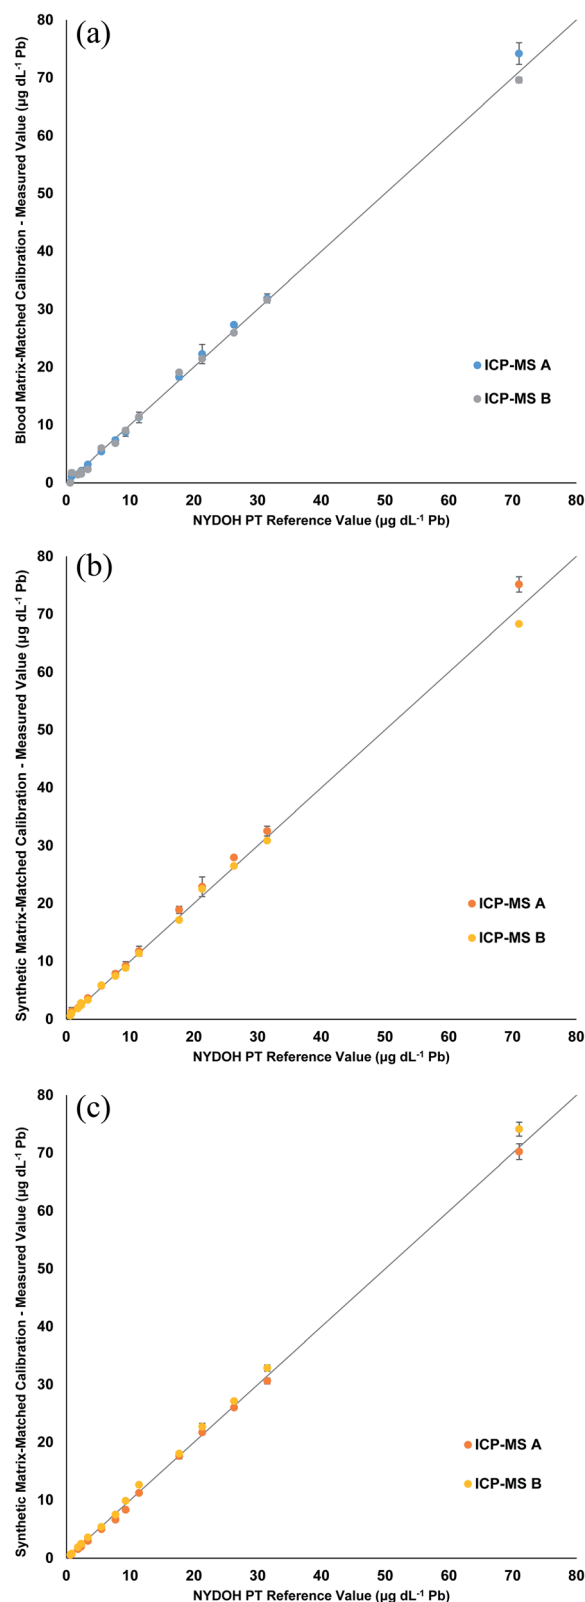 (a)
Blood Matrix-Matched Calibration - Measured Value (µg dL⁻¹ Pb)
80
70
60
50
40
30
20
10
0
ICP-MS A
ICP-MS B
0 10 20 30 40 50 60 70 80
NYDOH PT Reference Value (µg dL⁻¹ Pb)
(b)
Synthetic Matrix-Matched Calibration - Measured Value (µg dL⁻¹ Pb)
80
70
60
50
40
30
20
10
0
ICP-MS A
ICP-MS B
0 10 20 30 40 50 60 70 80
NYDOH PT Reference Value (µg dL⁻¹ Pb)
(c)
Synthetic Matrix-Matched Calibration - Measured Value (µg dL⁻¹ Pb)
80
70
60
50
40
30
20
10
0
ICP-MS A
ICP-MS B
0 10 20 30 40 50 60 70 80
NYDOH PT Reference Value (µg dL⁻¹ Pb)